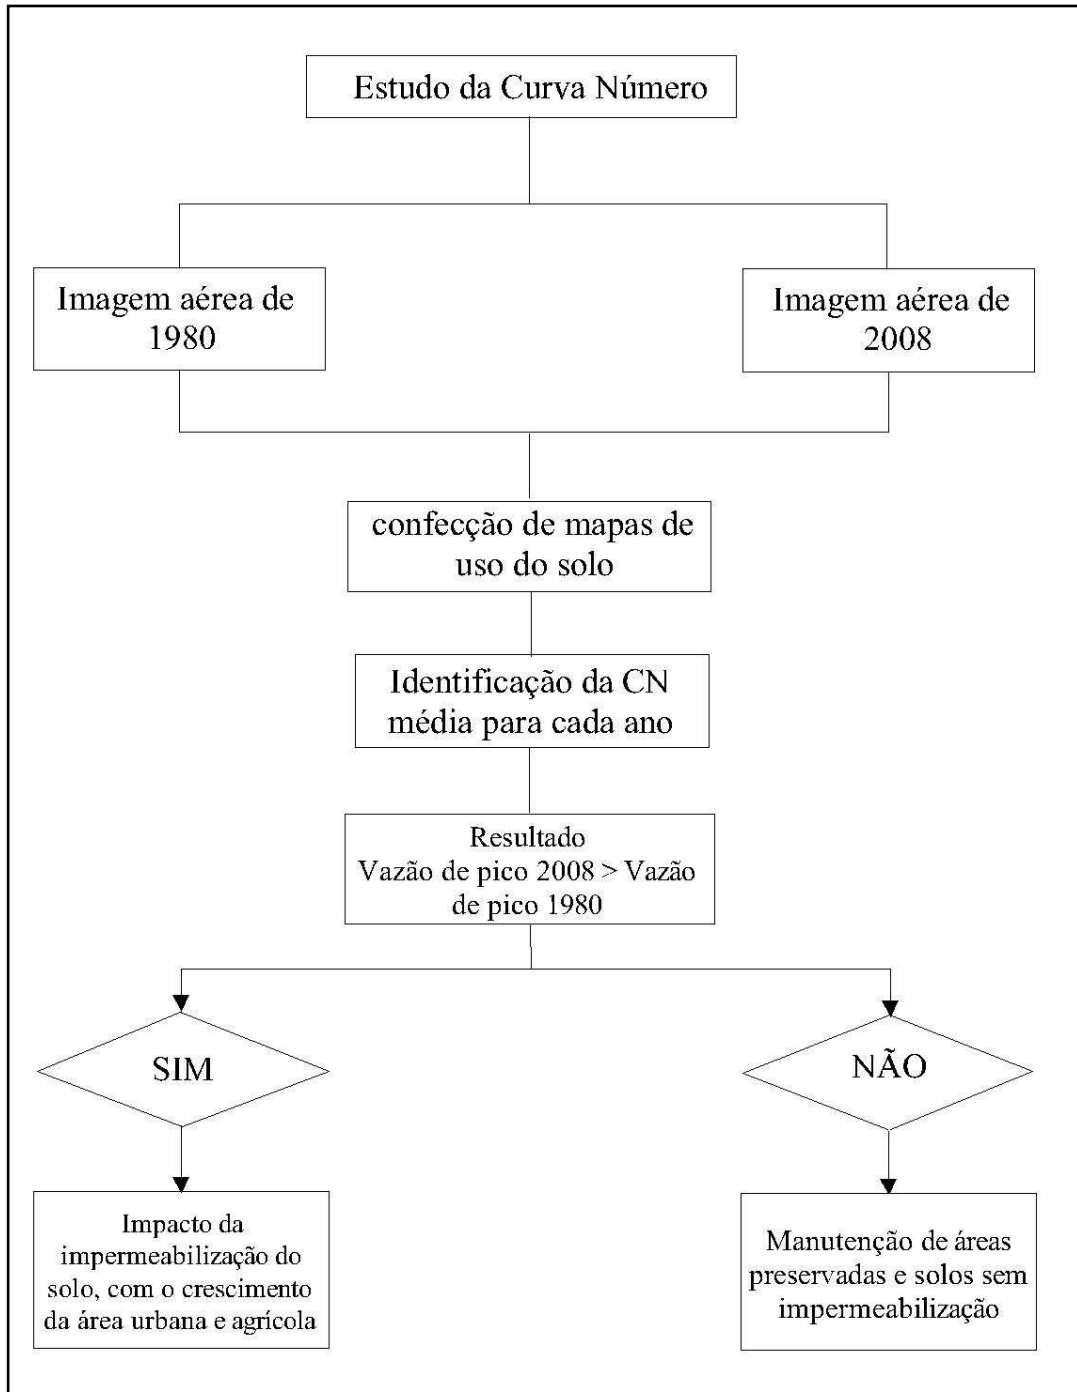 Estudo da Curva Número
Imagem aérea de
1980
Imagem aérea de
2008
confecção de mapas de
uso do solo
Identificação da CN
média para cada ano
Resultado
Vazão de pico 2008 > Vazão
de pico 1980
SIM
NÃO
Impacto da
impermeabilização do
solo, com o crescimento
da área urbana e agrícola
Manutenção de áreas
preservadas e solos sem
impermeabilização